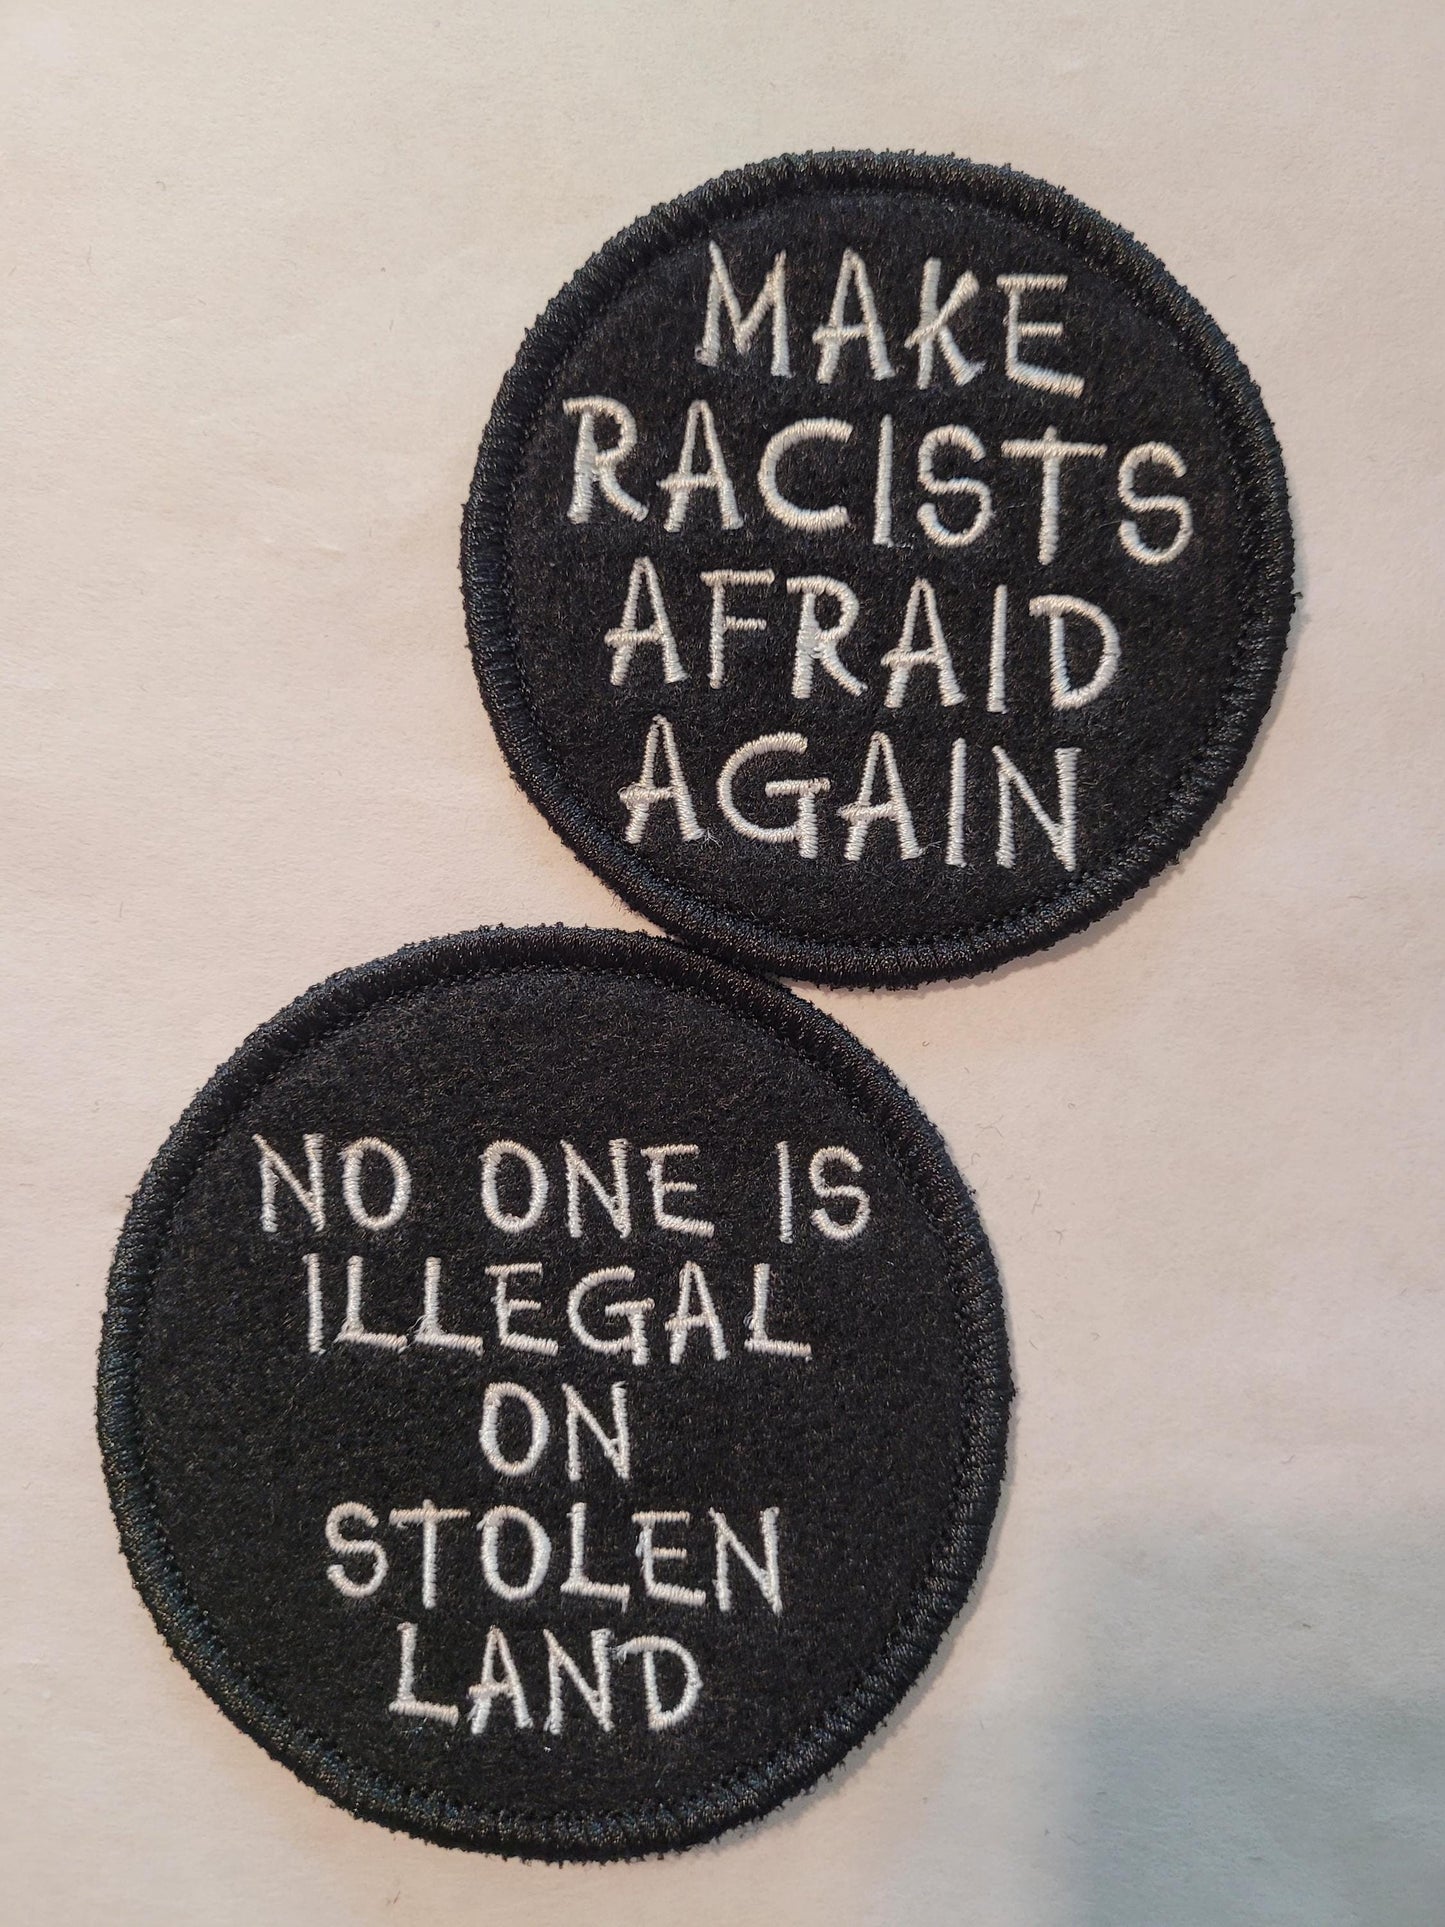 MAKE
RACISTS
AFRAID
AGAIN
NO ONE IS
ILLEGAL
ON
STOLEN
LAND